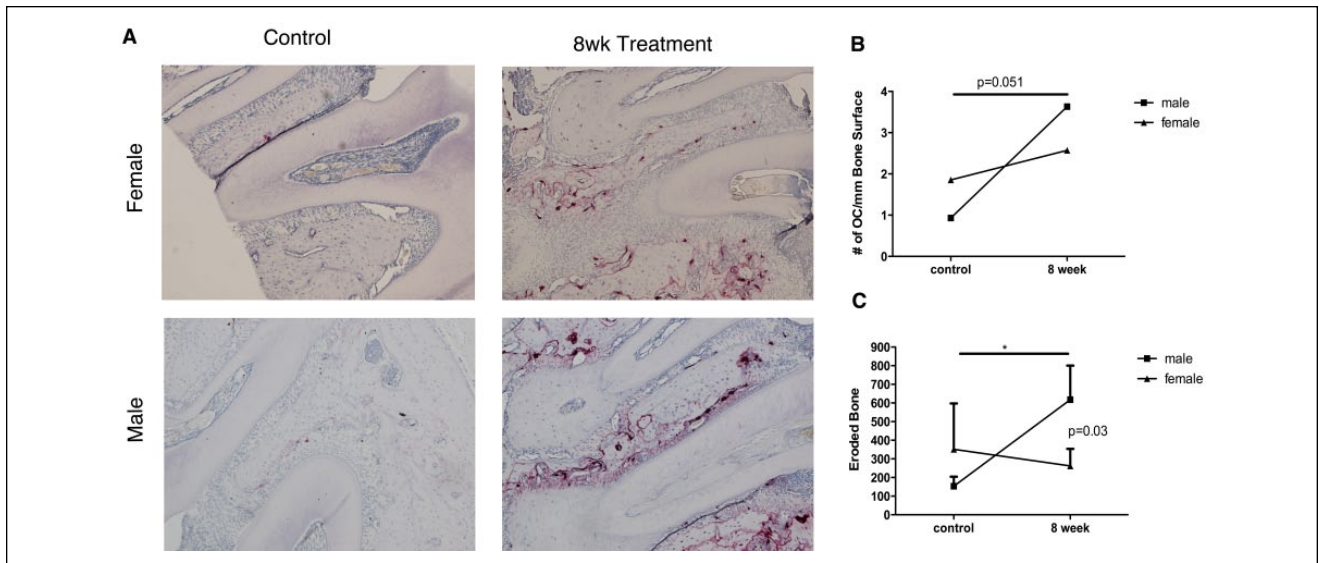 A
Control
8wk Treatment
Female
Male
B
p=0.051
# of OC/mm Bone Surface
4
3
2
1
0
control
8 week
male
female
C
*
p=0.03
Eroded Bone
900
800
700
600
500
400
300
200
100
0
control
8 week
male
female